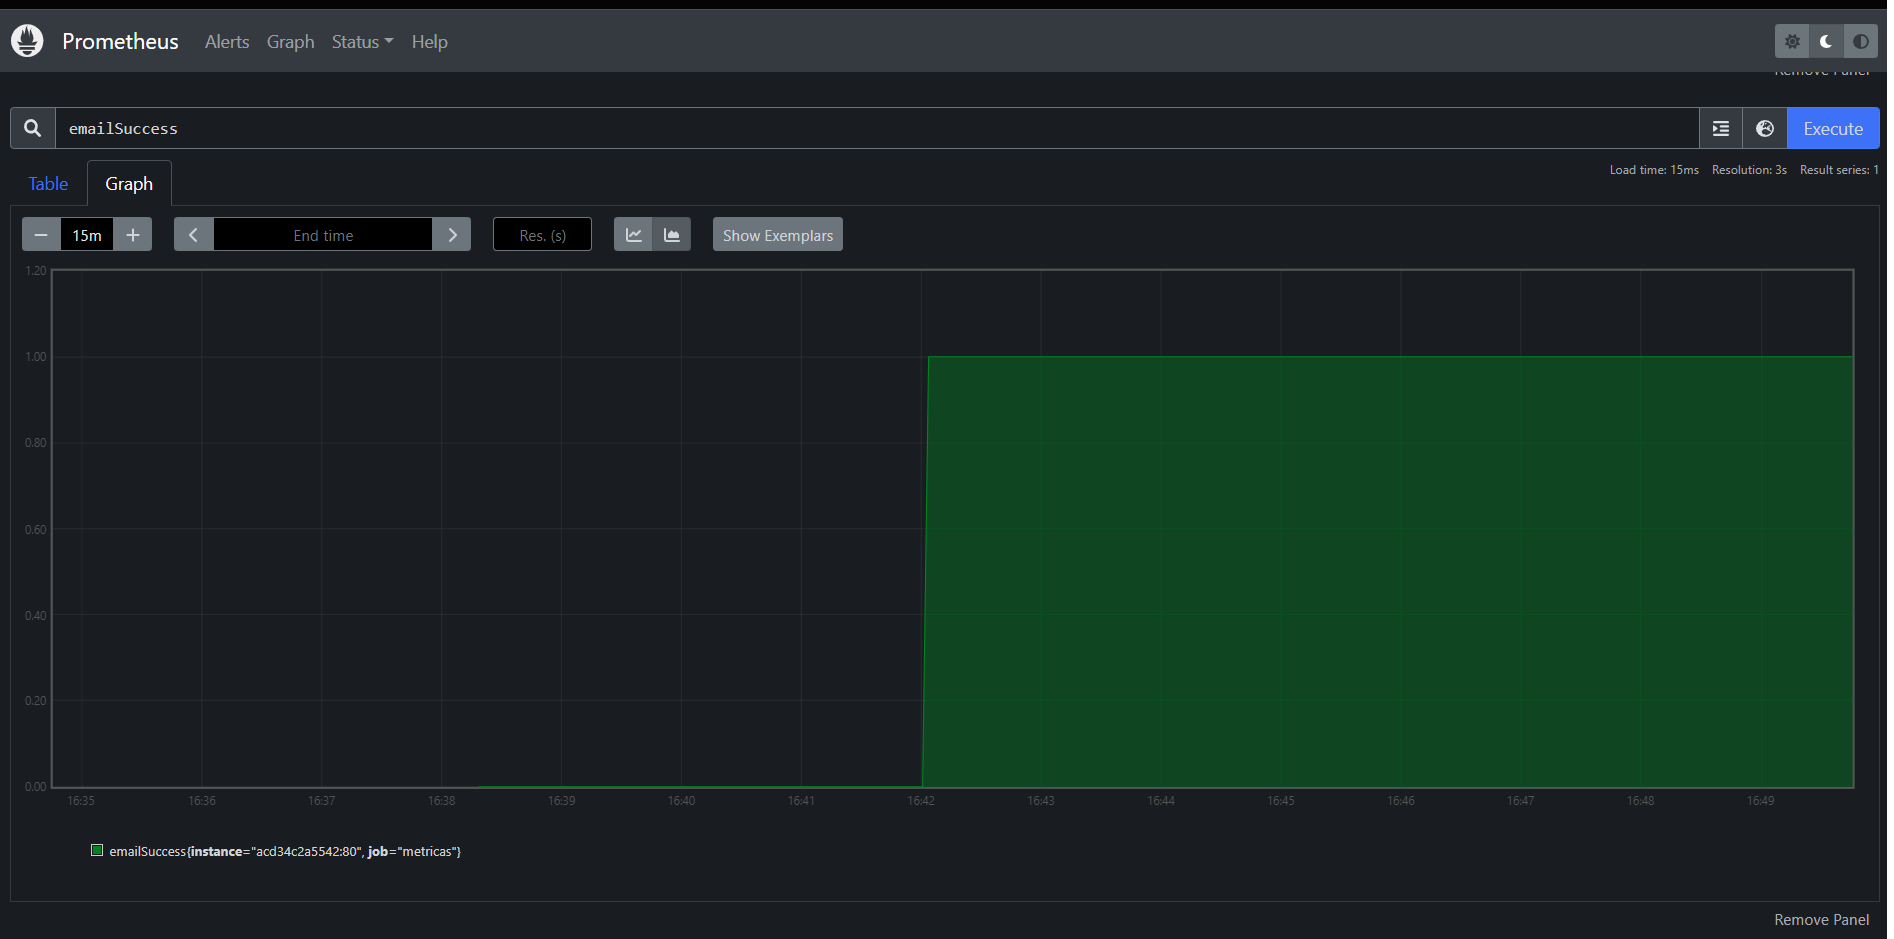 Prometheus Alerts Graph Status Help
Remove Panel
emailSuccess Execute
Table Graph Load time: 15ms Resolution: 3s Result series: 1
15m End time Res. (s) Show Exemplars
1.20
1.00
0.80
0.60
0.40
0.20
0.00
16:35 16:36 16:37 16:38 16:39 16:40 16:41 16:42 16:43 16:44 16:45 16:46 16:47 16:48 16:49
emailSuccess{instance="acd34c2a5542:80", job="metricas"}
Remove Panel